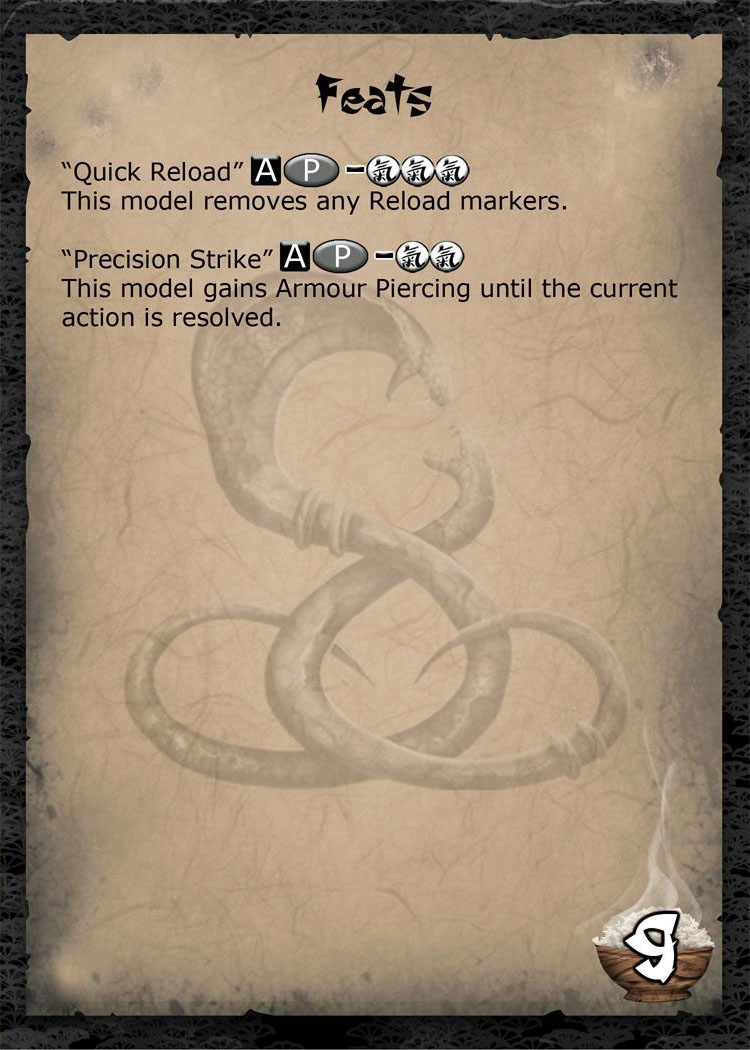 Feats
“Quick Reload” A P -氣氣氣
This model removes any Reload markers.
“Precision Strike” A P -氣氣
This model gains Armour Piercing until the current
action is resolved.
9